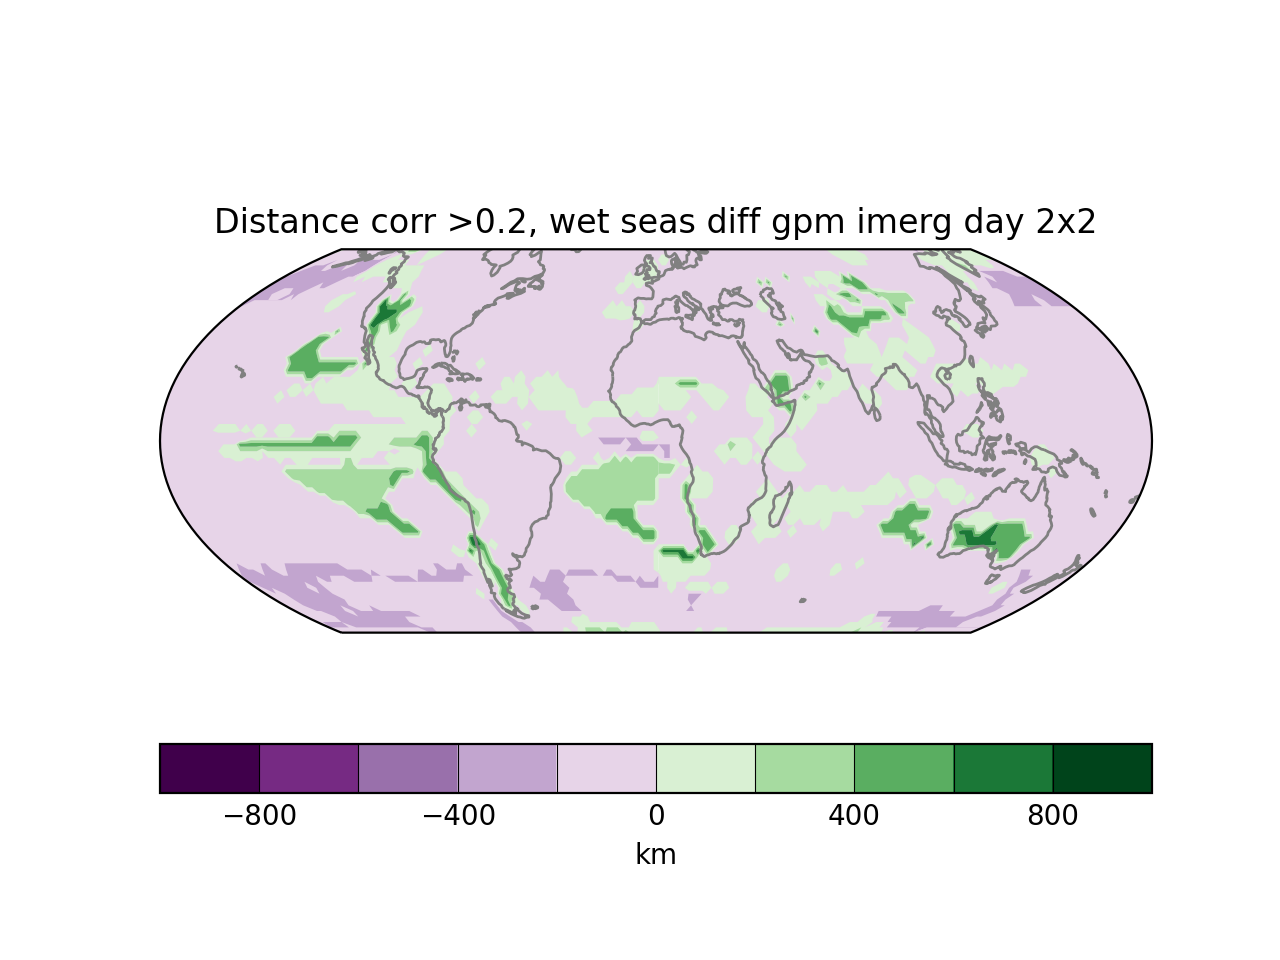 Distance corr >0.2, wet seas diff gpm imerg day 2x2
−800 −400 0 400 800
km